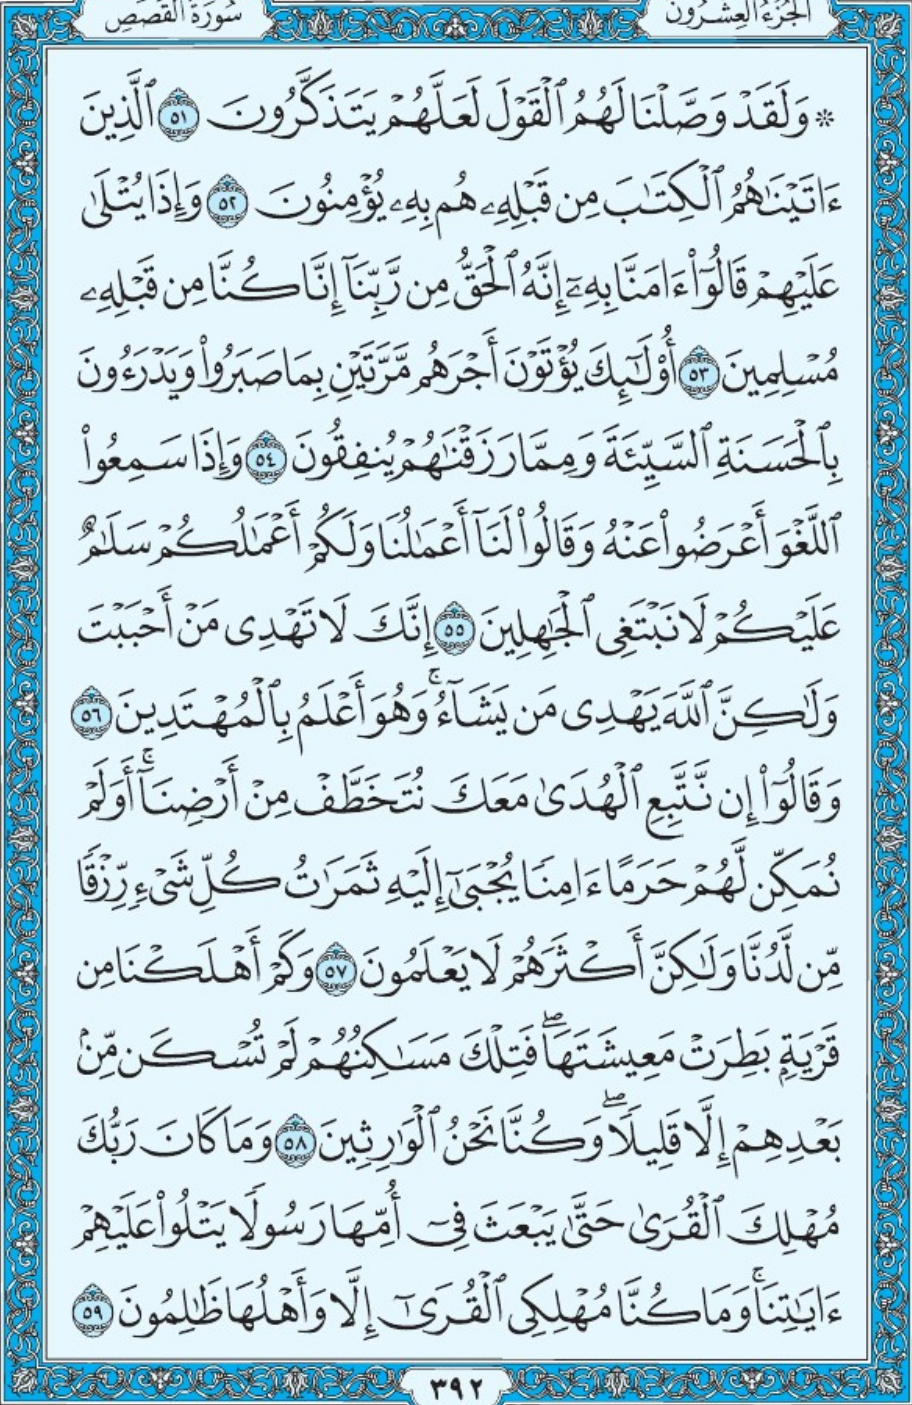 الجُزْءُ العِشْرُونَ سُورَةُ القَصَصِ
۞ وَلَقَدْ وَصَّلْنَا لَهُمُ ٱلْقَوْلَ لَعَلَّهُمْ يَتَذَكَّرُونَ ٥١ ٱلَّذِينَ
ءَاتَيْنَٰهُمُ ٱلْكِتَٰبَ مِن قَبْلِهِۦ هُم بِهِۦ يُؤْمِنُونَ ٥٢ وَإِذَا يُتْلَىٰ
عَلَيْهِمْ قَالُوٓا۟ ءَامَنَّا بِهِۦٓ إِنَّهُ ٱلْحَقُّ مِن رَّبِّنَآ إِنَّا كُنَّا مِن قَبْلِهِۦ
مُسْلِمِينَ ٥٣ أُو۟لَٰٓئِكَ يُؤْتَوْنَ أَجْرَهُم مَّرَّتَيْنِ بِمَا صَبَرُوا۟ وَيَدْرَءُونَ
بِٱلْحَسَنَةِ ٱلسَّيِّئَةَ وَمِمَّا رَزَقْنَٰهُمْ يُنفِقُونَ ٥٤ وَإِذَا سَمِعُوا۟
ٱللَّغْوَ أَعْرَضُوا۟ عَنْهُ وَقَالُوا۟ لَنَآ أَعْمَٰلُنَا وَلَكُمْ أَعْمَٰلُكُمْ سَلَٰمٌ
عَلَيْكُمْ لَا نَبْتَغِى ٱلْجَٰهِلِينَ ٥٥ إِنَّكَ لَا تَهْدِى مَنْ أَحْبَبْتَ
وَلَٰكِنَّ ٱللَّهَ يَهْدِى مَن يَشَآءُ ۚ وَهُوَ أَعْلَمُ بِٱلْمُهْتَدِينَ ٥٦
وَقَالُوٓا۟ إِن نَّتَّبِعِ ٱلْهُدَىٰ مَعَكَ نُتَخَطَّفْ مِنْ أَرْضِنَآ ۚ أَوَلَمْ
نُمَكِّن لَّهُمْ حَرَمًا ءَامِنًا يُجْبَىٰٓ إِلَيْهِ ثَمَرَٰتُ كُلِّ شَىْءٍ رِّزْقًا
مِّن لَّدُنَّا وَلَٰكِنَّ أَكْثَرَهُمْ لَا يَعْلَمُونَ ٥٧ وَكَمْ أَهْلَكْنَا مِن
قَرْيَةٍۭ بَطِرَتْ مَعِيشَتَهَا ۖ فَتِلْكَ مَسَٰكِنُهُمْ لَمْ تُسْكَن مِّنۢ
بَعْدِهِمْ إِلَّا قَلِيلًا ۖ وَكُنَّا نَحْنُ ٱلْوَٰرِثِينَ ٥٨ وَمَا كَانَ رَبُّكَ
مُهْلِكَ ٱلْقُرَىٰ حَتَّىٰ يَبْعَثَ فِىٓ أُمِّهَا رَسُولًا يَتْلُوا۟ عَلَيْهِمْ
ءَايَٰتِنَا ۚ وَمَا كُنَّا مُهْلِكِى ٱلْقُرَىٰٓ إِلَّا وَأَهْلُهَا ظَٰلِمُونَ ٥٩
٣٩٢